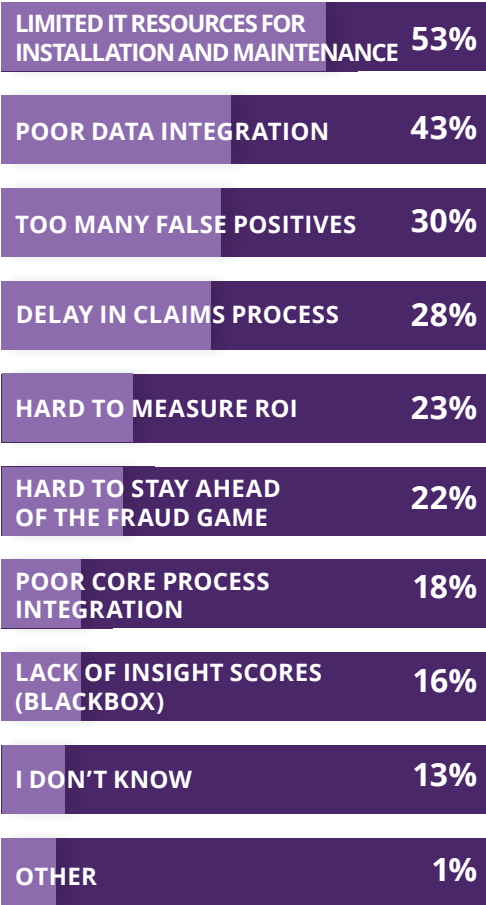 LIMITED IT RESOURCES FOR
INSTALLATION AND MAINTENANCE 53%
POOR DATA INTEGRATION 43%
TOO MANY FALSE POSITIVES 30%
DELAY IN CLAIMS PROCESS 28%
HARD TO MEASURE ROI 23%
HARD TO STAY AHEAD
OF THE FRAUD GAME 22%
POOR CORE PROCESS
INTEGRATION 18%
LACK OF INSIGHT SCORES
(BLACKBOX) 16%
I DON’T KNOW 13%
OTHER 1%